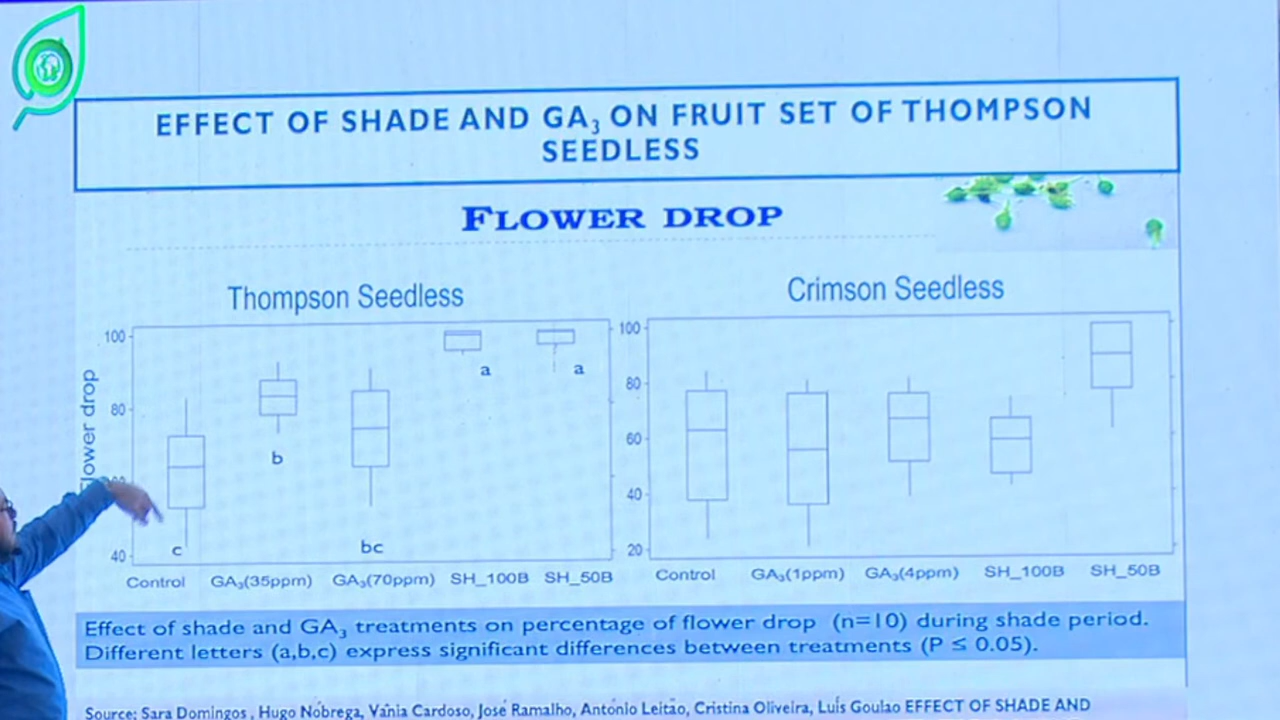 EFFECT OF SHADE AND GA₃ ON FRUIT SET OF THOMPSON
SEEDLESS
FLOWER DROP
Thompson Seedless
Crimson Seedless
Flower drop
100
80
60
40
a
a
b
c
bc
Control GA₃(35ppm) GA₃(70ppm) SH_100B SH_50B
100
80
60
40
20
Control GA₃(1ppm) GA₃(4ppm) SH_100B SH_50B
Effect of shade and GA₃ treatments on percentage of flower drop (n=10) during shade period.
Different letters (a,b,c) express significant differences between treatments (P ≤ 0.05).
Source: Sara Domingos, Hugo Nóbrega, Vânia Cardoso, José Ramalho, António Leitão, Cristina Oliveira, Luís Goulao EFFECT OF SHADE AND